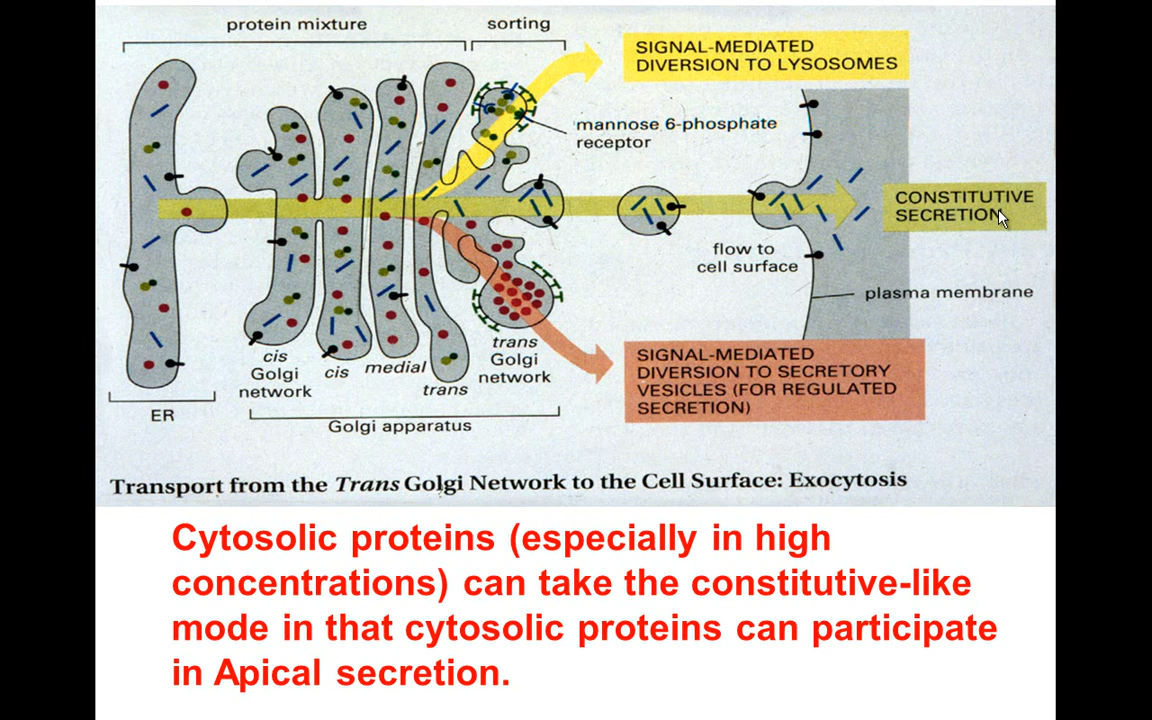 protein mixture
sorting
SIGNAL-MEDIATED
DIVERSION TO LYSOSOMES
mannose 6-phosphate
receptor
CONSTITUTIVE
SECRETION
flow to
cell surface
plasma membrane
cis
Golgi
network
cis
medial
trans
trans
Golgi
network
SIGNAL-MEDIATED
DIVERSION TO SECRETORY
VESICLES (FOR REGULATED
SECRETION)
ER
Golgi apparatus
Transport from the Trans Golgi Network to the Cell Surface: Exocytosis
Cytosolic proteins (especially in high
concentrations) can take the constitutive-like
mode in that cytosolic proteins can participate
in Apical secretion.